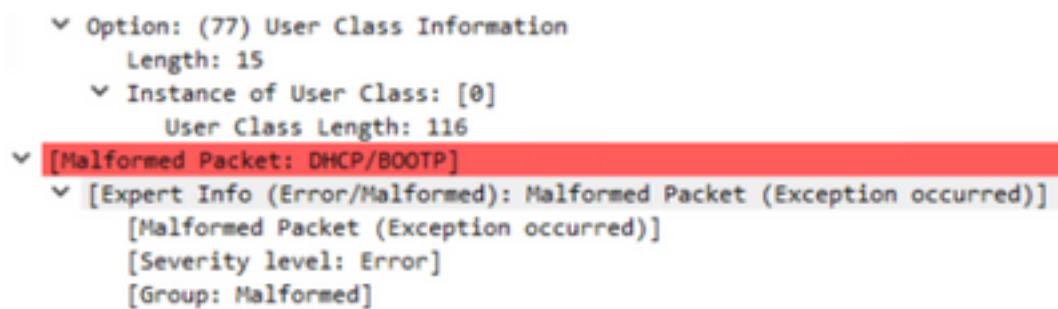 Option: (77) User Class Information
Length: 15
Instance of User Class: [0]
User Class Length: 116
[Malformed Packet: DHCP/BOOTP]
[Expert Info (Error/Malformed): Malformed Packet (Exception occurred)]
[Malformed Packet (Exception occurred)]
[Severity level: Error]
[Group: Malformed]